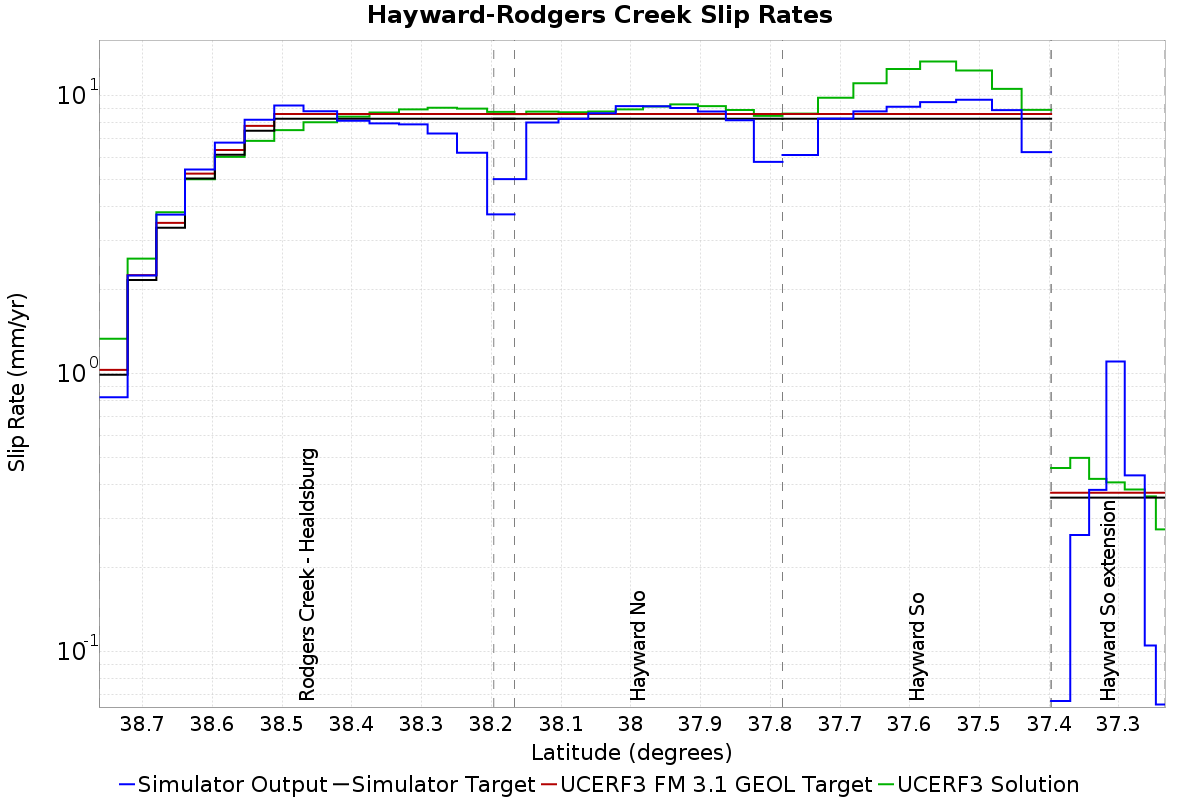 Hayward-Rodgers Creek Slip Rates
Slip Rate (mm/yr)
10^1
10^0
10^-1
Rodgers Creek - Healdsburg
Hayward No
Hayward So
Hayward So extension
38.7 38.6 38.5 38.4 38.3 38.2 38.1 38 37.9 37.8 37.7 37.6 37.5 37.4 37.3
Latitude (degrees)
Simulator Output Simulator Target UCERF3 FM 3.1 GEOL Target UCERF3 Solution